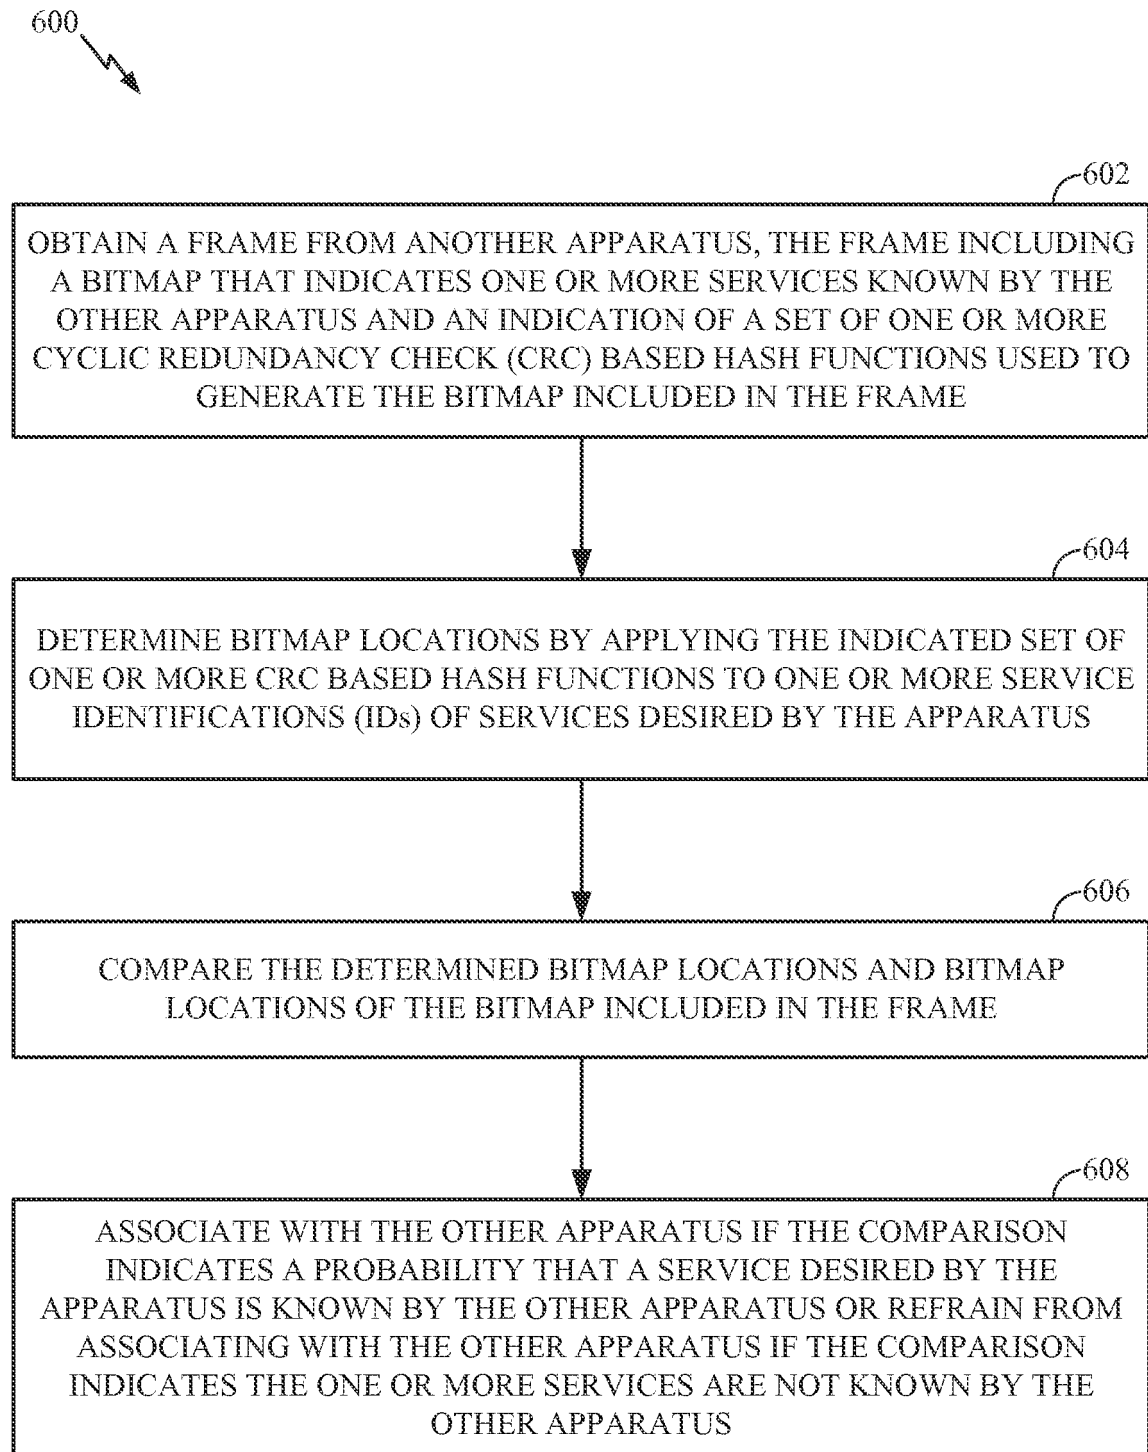 600
602
OBTAIN A FRAME FROM ANOTHER APPARATUS, THE FRAME INCLUDING
A BITMAP THAT INDICATES ONE OR MORE SERVICES KNOWN BY THE
OTHER APPARATUS AND AN INDICATION OF A SET OF ONE OR MORE
CYCLIC REDUNDANCY CHECK (CRC) BASED HASH FUNCTIONS USED TO
GENERATE THE BITMAP INCLUDED IN THE FRAME
604
DETERMINE BITMAP LOCATIONS BY APPLYING THE INDICATED SET OF
ONE OR MORE CRC BASED HASH FUNCTIONS TO ONE OR MORE SERVICE
IDENTIFICATIONS (IDs) OF SERVICES DESIRED BY THE APPARATUS
606
COMPARE THE DETERMINED BITMAP LOCATIONS AND BITMAP
LOCATIONS OF THE BITMAP INCLUDED IN THE FRAME
608
ASSOCIATE WITH THE OTHER APPARATUS IF THE COMPARISON
INDICATES A PROBABILITY THAT A SERVICE DESIRED BY THE
APPARATUS IS KNOWN BY THE OTHER APPARATUS OR REFRAIN FROM
ASSOCIATING WITH THE OTHER APPARATUS IF THE COMPARISON
INDICATES THE ONE OR MORE SERVICES ARE NOT KNOWN BY THE
OTHER APPARATUS